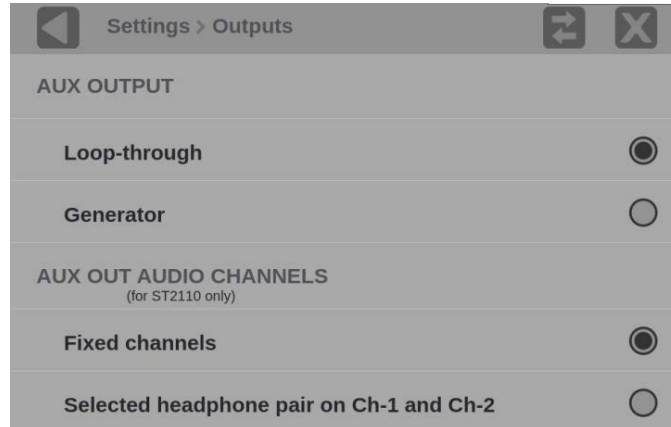 Settings > Outputs
AUX OUTPUT
Loop-through
Generator
AUX OUT AUDIO CHANNELS
(for ST2110 only)
Fixed channels
Selected headphone pair on Ch-1 and Ch-2